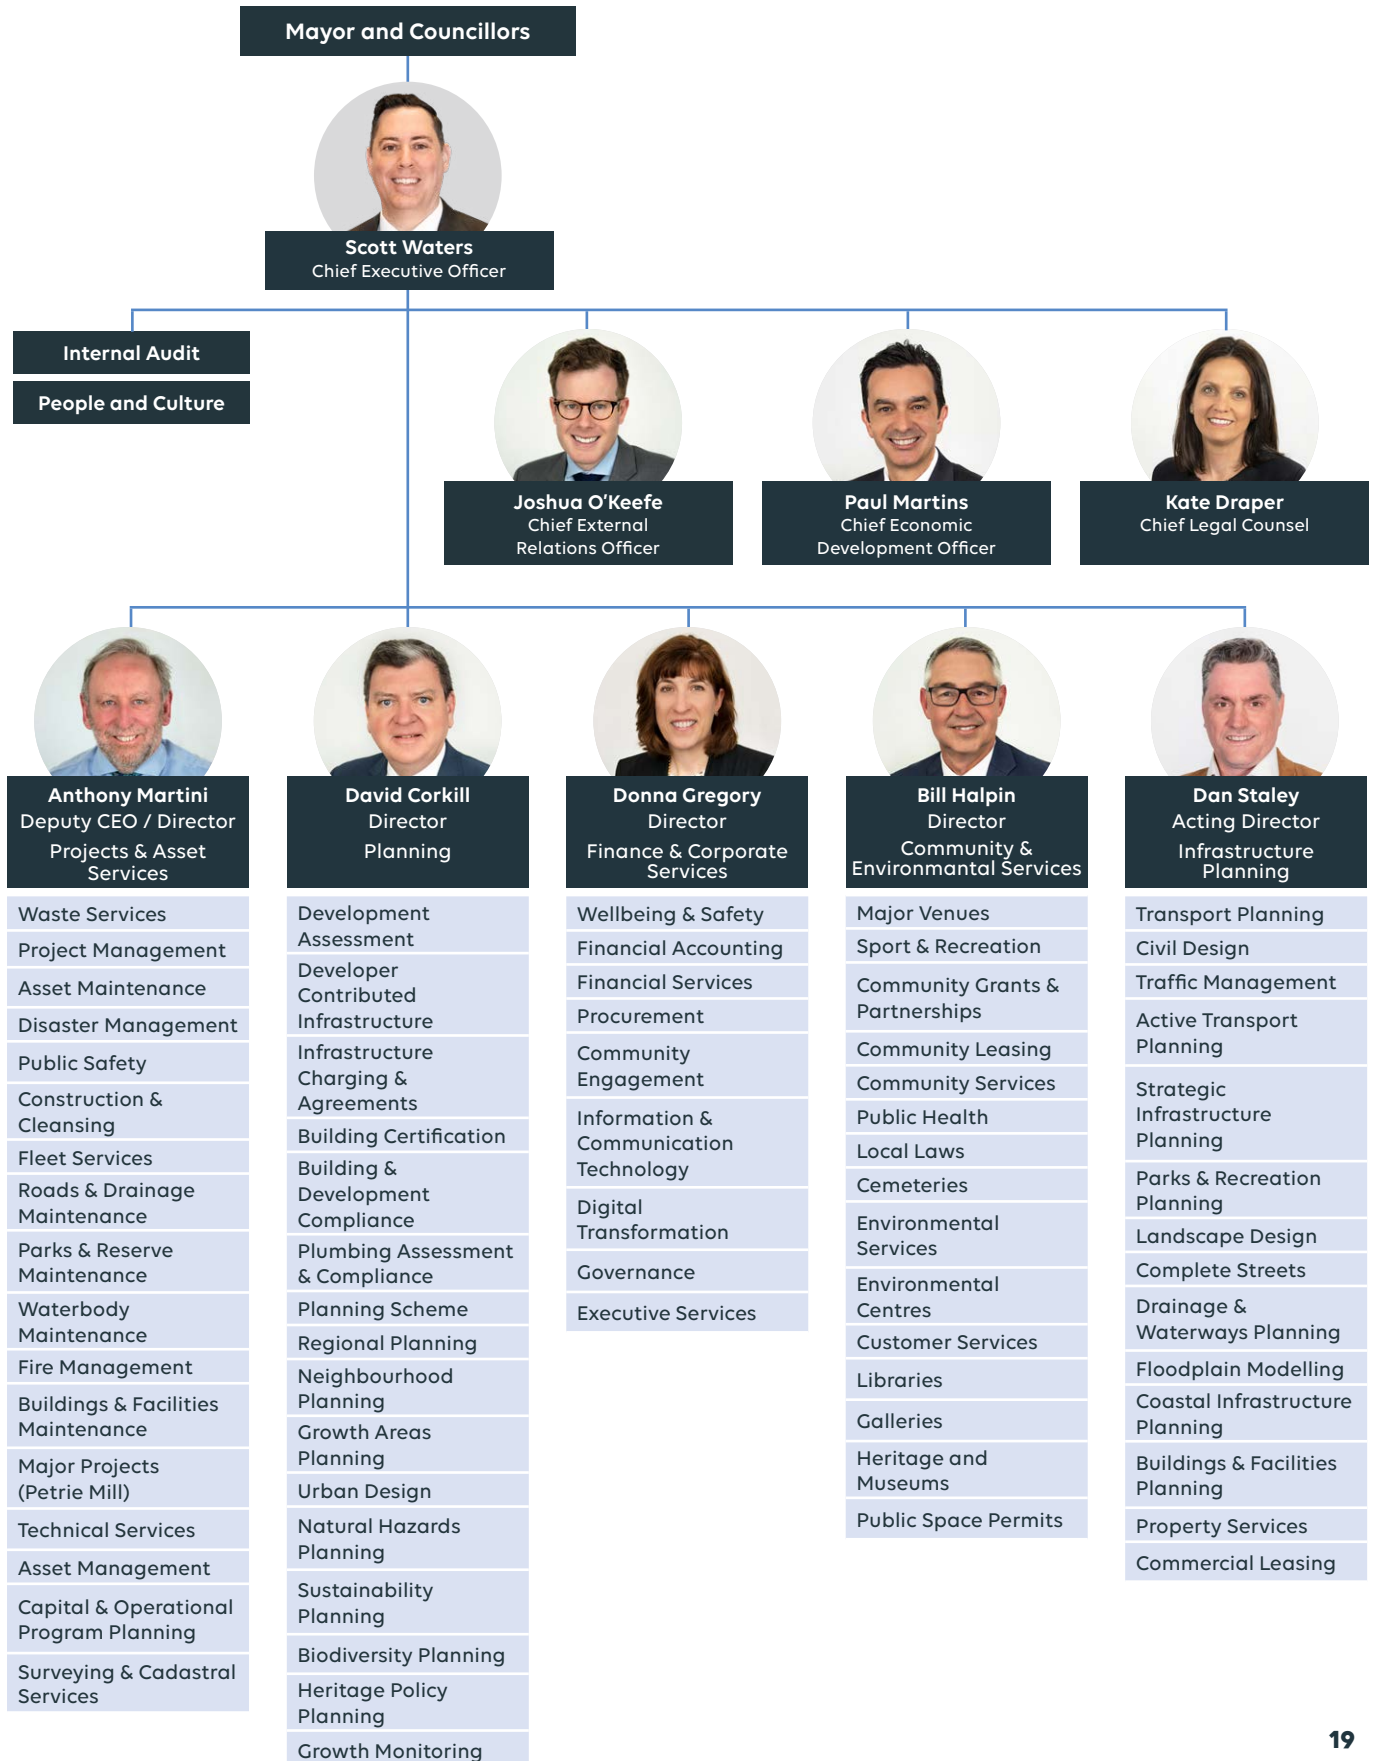 Mayor and Councillors
Scott Waters
Chief Executive Officer
Internal Audit
People and Culture
Joshua O'Keefe
Chief External
Relations Officer
Paul Martins
Chief Economic
Development Officer
Kate Draper
Chief Legal Counsel
Anthony Martini
Deputy CEO / Director
Projects & Asset
Services
Waste Services
Project Management
Asset Maintenance
Disaster Management
Public Safety
Construction &
Cleansing
Fleet Services
Roads & Drainage
Maintenance
Parks & Reserve
Maintenance
Waterbody
Maintenance
Fire Management
Buildings & Facilities
Maintenance
Major Projects
(Petrie Mill)
Technical Services
Asset Management
Capital & Operational
Program Planning
Surveying & Cadastral
Services
David Corkill
Director
Planning
Development
Assessment
Developer
Contributed
Infrastructure
Infrastructure
Charging &
Agreements
Building Certification
Building &
Development
Compliance
Plumbing Assessment
& Compliance
Planning Scheme
Regional Planning
Neighbourhood
Planning
Growth Areas
Planning
Urban Design
Natural Hazards
Planning
Sustainability
Planning
Biodiversity Planning
Heritage Policy
Planning
Growth Monitoring
Donna Gregory
Director
Finance & Corporate
Services
Wellbeing & Safety
Financial Accounting
Financial Services
Procurement
Community
Engagement
Information &
Communication
Technology
Digital
Transformation
Governance
Executive Services
Bill Halpin
Director
Community &
Environmantal Services
Major Venues
Sport & Recreation
Community Grants &
Partnerships
Community Leasing
Community Services
Public Health
Local Laws
Cemeteries
Environmental
Services
Environmental
Centres
Customer Services
Libraries
Galleries
Heritage and
Museums
Public Space Permits
Dan Staley
Acting Director
Infrastructure
Planning
Transport Planning
Civil Design
Traffic Management
Active Transport
Planning
Strategic
Infrastructure
Planning
Parks & Recreation
Planning
Landscape Design
Complete Streets
Drainage &
Waterways Planning
Floodplain Modelling
Coastal Infrastructure
Planning
Buildings & Facilities
Planning
Property Services
Commercial Leasing
19